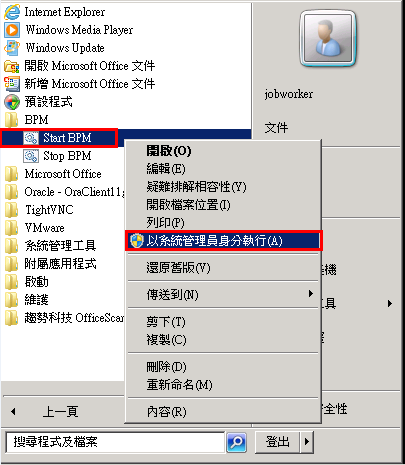 Internet Explorer
Windows Media Player
Windows Update
開啟 Microsoft Office 文件
新增 Microsoft Office 文件
預設程式
BPM
Start BPM
Stop BPM
Microsoft Office
Oracle - OraClient11g
TightVNC
VMware
系統管理工具
附屬應用程式
啟動
維護
趨勢科技 OfficeScan
上一頁
搜尋程式及檔案
jobworker
文件
開啟(O)
編輯(E)
疑難排解相容性(Y)
開啟檔案位置(I)
列印(P)
以系統管理員身分執行(A)
還原舊版(V)
傳送到(N)
剪下(T)
複製(C)
刪除(D)
重新命名(M)
內容(R)
機
工具
全性
登出